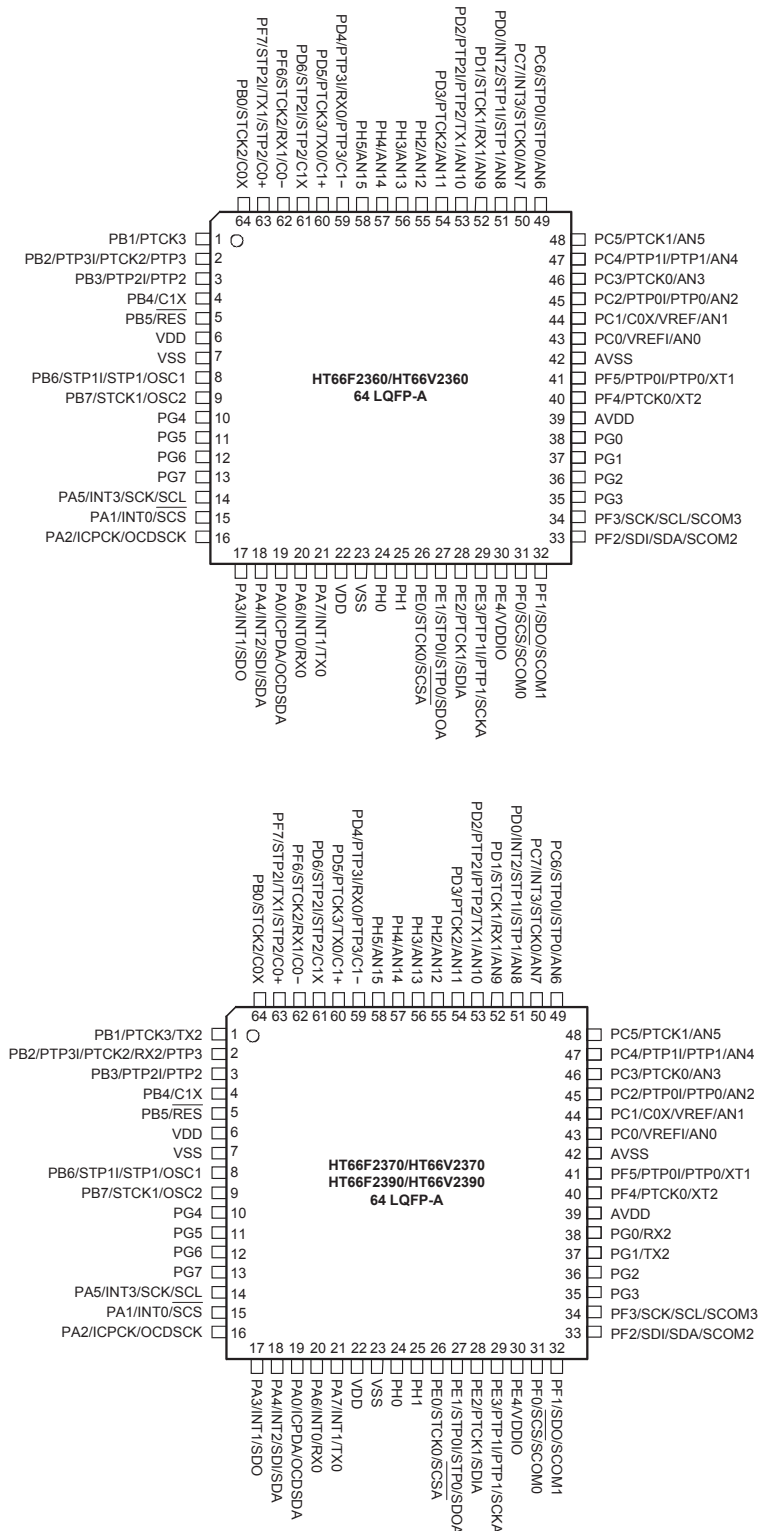 PB0/STCK2/C0X
PF7/STP2I/TX1/STP2/C0+
PF6/STCK2/RX1/C0−
PD6/STP2I/STP2/C1X
PD5/PTCK3/TX0/C1+
PD4/PTP3I/RX0/PTP3/C1−
PH5/AN15
PH4/AN14
PH3/AN13
PH2/AN12
PD3/PTCK2/AN11
PD2/PTP2I/PTP2/TX1/AN10
PD1/STCK1/RX1/AN9
PD0/INT2/STP1I/STP1/AN8
PC7/INT3/STCK0/AN7
PC6/STP0I/STP0/AN6
64 63 62 61 60 59 58 57 56 55 54 53 52 51 50 49
PB1/PTCK3 1
PB2/PTP3I/PTCK2/PTP3 2
PB3/PTP2I/PTP2 3
PB4/C1X 4
PB5/RES 5
VDD 6
VSS 7
PB6/STP1I/STP1/OSC1 8
PB7/STCK1/OSC2 9
PG4 10
PG5 11
PG6 12
PG7 13
PA5/INT3/SCK/SCL 14
PA1/INT0/SCS 15
PA2/ICPCK/OCDSCK 16
HT66F2360/HT66V2360
64 LQFP-A
48 PC5/PTCK1/AN5
47 PC4/PTP1I/PTP1/AN4
46 PC3/PTCK0/AN3
45 PC2/PTP0I/PTP0/AN2
44 PC1/C0X/VREF/AN1
43 PC0/VREFI/AN0
42 AVSS
41 PF5/PTP0I/PTP0/XT1
40 PF4/PTCK0/XT2
39 AVDD
38 PG0
37 PG1
36 PG2
35 PG3
34 PF3/SCK/SCL/SCOM3
33 PF2/SDI/SDA/SCOM2
17 18 19 20 21 22 23 24 25 26 27 28 29 30 31 32
PA3/INT1/SDO
PA4/INT2/SDI/SDA
PA0/ICPDA/OCDSDA
PA6/INT0/RX0
PA7/INT1/TX0
VDD
VSS
PH0
PH1
PE0/STCK0/SCSA
PE1/STP0I/STP0/SDOA
PE2/PTCK1/SDIA
PE3/PTP1I/PTP1/SCKA
PE4/VDDIO
PF0/SCS/SCOM0
PF1/SDO/SCOM1
PB0/STCK2/C0X
PF7/STP2I/TX1/STP2/C0+
PF6/STCK2/RX1/C0−
PD6/STP2I/STP2/C1X
PD5/PTCK3/TX0/C1+
PD4/PTP3I/RX0/PTP3/C1−
PH5/AN15
PH4/AN14
PH3/AN13
PH2/AN12
PD3/PTCK2/AN11
PD2/PTP2I/PTP2/TX1/AN10
PD1/STCK1/RX1/AN9
PD0/INT2/STP1I/STP1/AN8
PC7/INT3/STCK0/AN7
PC6/STP0I/STP0/AN6
64 63 62 61 60 59 58 57 56 55 54 53 52 51 50 49
PB1/PTCK3/TX2 1
PB2/PTP3I/PTCK2/RX2/PTP3 2
PB3/PTP2I/PTP2 3
PB4/C1X 4
PB5/RES 5
VDD 6
VSS 7
PB6/STP1I/STP1/OSC1 8
PB7/STCK1/OSC2 9
PG4 10
PG5 11
PG6 12
PG7 13
PA5/INT3/SCK/SCL 14
PA1/INT0/SCS 15
PA2/ICPCK/OCDSCK 16
HT66F2370/HT66V2370
HT66F2390/HT66V2390
64 LQFP-A
48 PC5/PTCK1/AN5
47 PC4/PTP1I/PTP1/AN4
46 PC3/PTCK0/AN3
45 PC2/PTP0I/PTP0/AN2
44 PC1/C0X/VREF/AN1
43 PC0/VREFI/AN0
42 AVSS
41 PF5/PTP0I/PTP0/XT1
40 PF4/PTCK0/XT2
39 AVDD
38 PG0/RX2
37 PG1/TX2
36 PG2
35 PG3
34 PF3/SCK/SCL/SCOM3
33 PF2/SDI/SDA/SCOM2
17 18 19 20 21 22 23 24 25 26 27 28 29 30 31 32
PA3/INT1/SDO
PA4/INT2/SDI/SDA
PA0/ICPDA/OCDSDA
PA6/INT0/RX0
PA7/INT1/TX0
VDD
VSS
PH0
PH1
PE0/STCK0/SCSA
PE1/STP0I/STP0/SDOA
PE2/PTCK1/SDIA
PE3/PTP1I/PTP1/SCKA
PE4/VDDIO
PF0/SCS/SCOM0
PF1/SDO/SCOM1